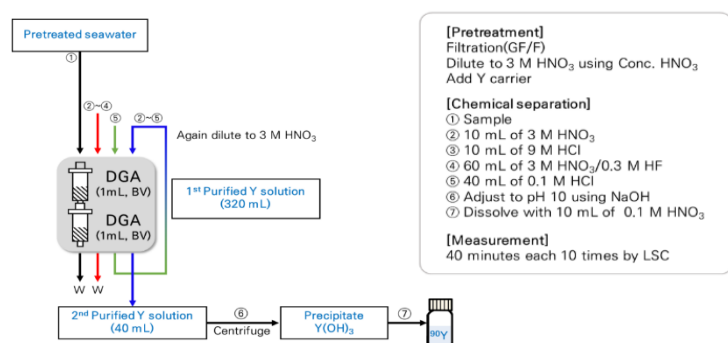 Pretreated seawater
①
②~④
⑤
②~⑤
Again dilute to 3 M HNO₃
DGA
(1mL, BV)
DGA
(1mL, BV)
1st Purified Y solution
(320 mL)
W W
2nd Purified Y solution
(40 mL)
⑥
Centrifuge
Precipitate
Y(OH)₃
⑦
90Y
[Pretreatment]
Filtration(GF/F)
Dilute to 3 M HNO₃ using Conc. HNO₃
Add Y carrier
[Chemical separation]
① Sample
② 10 mL of 3 M HNO₃
③ 10 mL of 9 M HCl
④ 60 mL of 3 M HNO₃/0.3 M HF
⑤ 40 mL of 0.1 M HCl
⑥ Adjust to pH 10 using NaOH
⑦ Dissolve with 10 mL of 0.1 M HNO₃
[Measurement]
40 minutes each 10 times by LSC